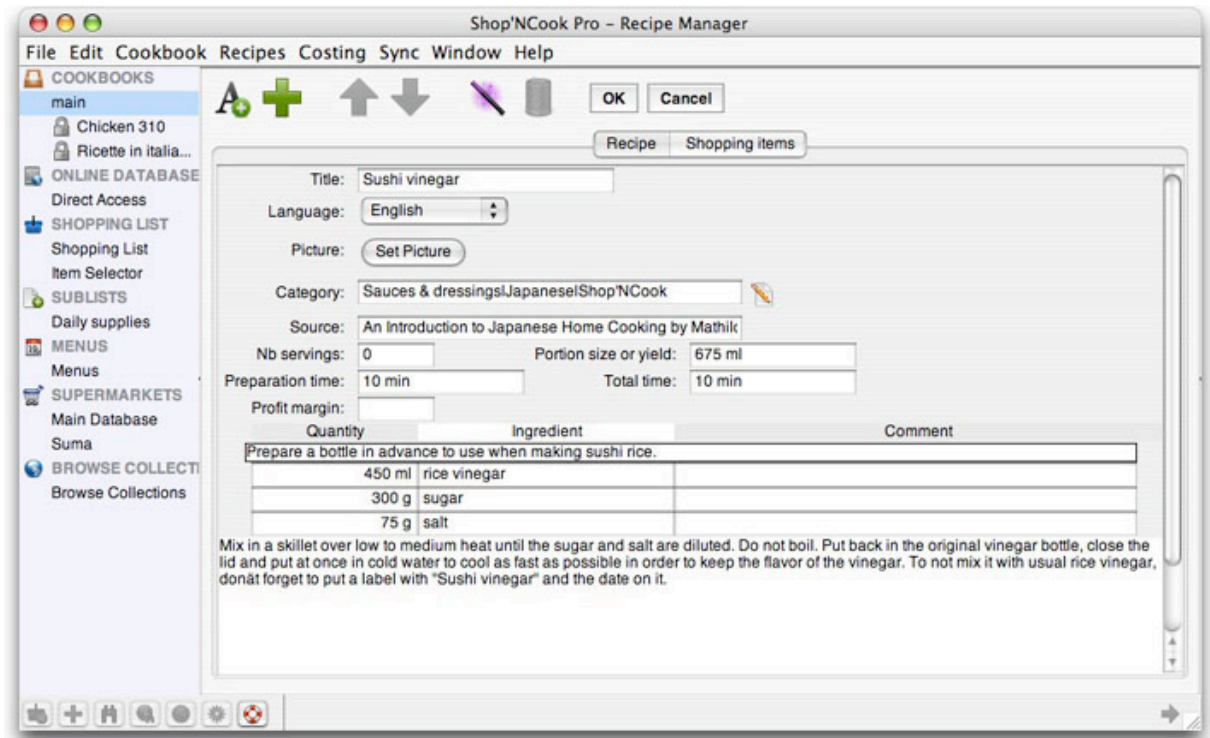 Shop'NCook Pro – Recipe Manager
File Edit Cookbook Recipes Costing Sync Window Help
COOKBOOKS
main
Chicken 310
Ricette in italia...
ONLINE DATABASE
Direct Access
SHOPPING LIST
Shopping List
Item Selector
SUBLISTS
Daily supplies
MENUS
Menus
SUPERMARKETS
Main Database
Suma
BROWSE COLLECTI
Browse Collections
OK Cancel
Recipe Shopping items
Title: Sushi vinegar
Language: English
Picture: Set Picture
Category: Sauces & dressings|Japanese|Shop'NCook
Source: An Introduction to Japanese Home Cooking by Mathilc
Nb servings: 0 Portion size or yield: 675 ml
Preparation time: 10 min Total time: 10 min
Profit margin:
Quantity Ingredient Comment
Prepare a bottle in advance to use when making sushi rice.
450 ml rice vinegar
300 g sugar
75 g salt
Mix in a skillet over low to medium heat until the sugar and salt are diluted. Do not boil. Put back in the original vinegar bottle, close the
lid and put at once in cold water to cool as fast as possible in order to keep the flavor of the vinegar. To not mix it with usual rice vinegar,
donät forget to put a label with "Sushi vinegar" and the date on it.